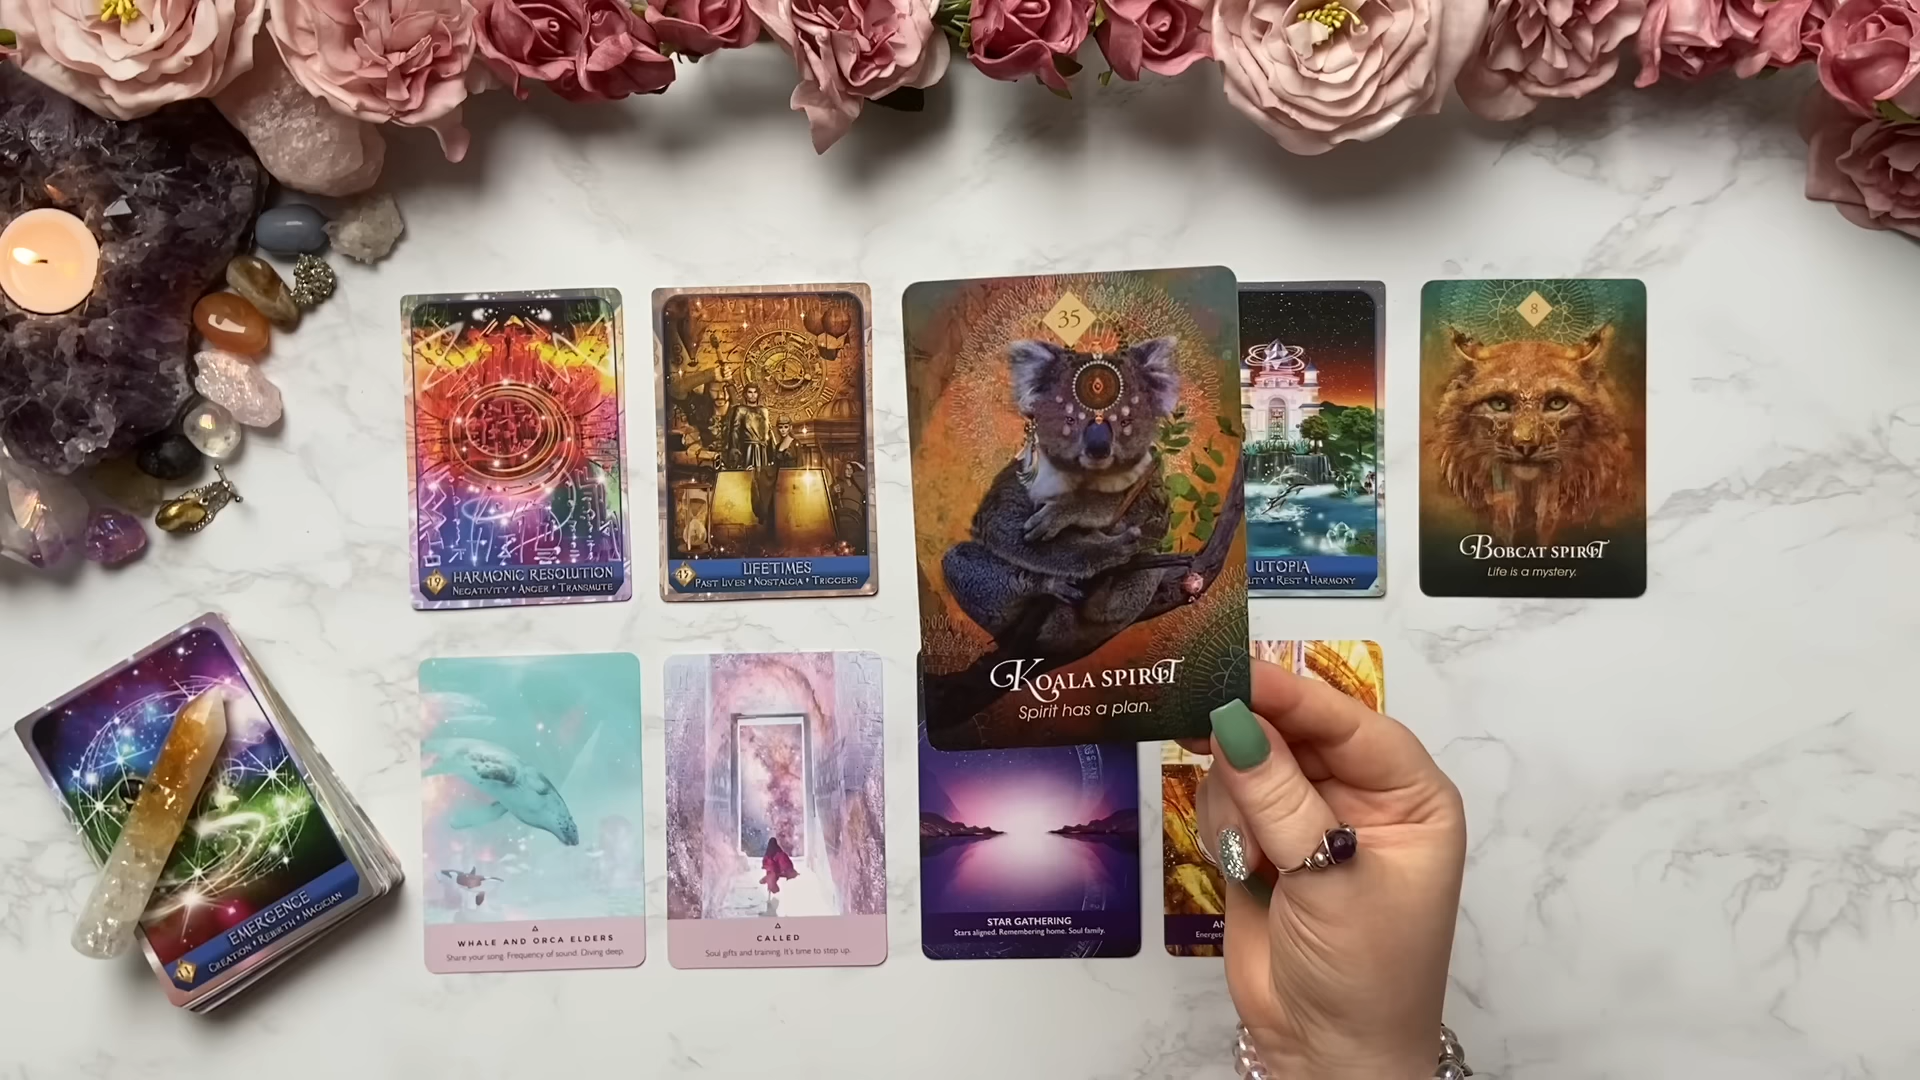 19
HARMONIC RESOLUTION
NEGATIVITY • ANGER • TRANSMUTE
LIFETIMES
PAST LIVES • NOSTALGIA • TRIGGERS
35
KOALA SPIRIT
Spirit has a plan.
UTOPIA
REST • HARMONY
8
BOBCAT SPIRIT
Life is a mystery.
EMERGENCE
CREATION • REBIRTH • MAGICIAN
WHALE AND ORCA ELDERS
Share your song. Frequency of sound. Diving deep.
CALLED
Soul gifts and training. It's time to step up.
STAR GATHERING
Stars aligned. Remembering home. Soul family.